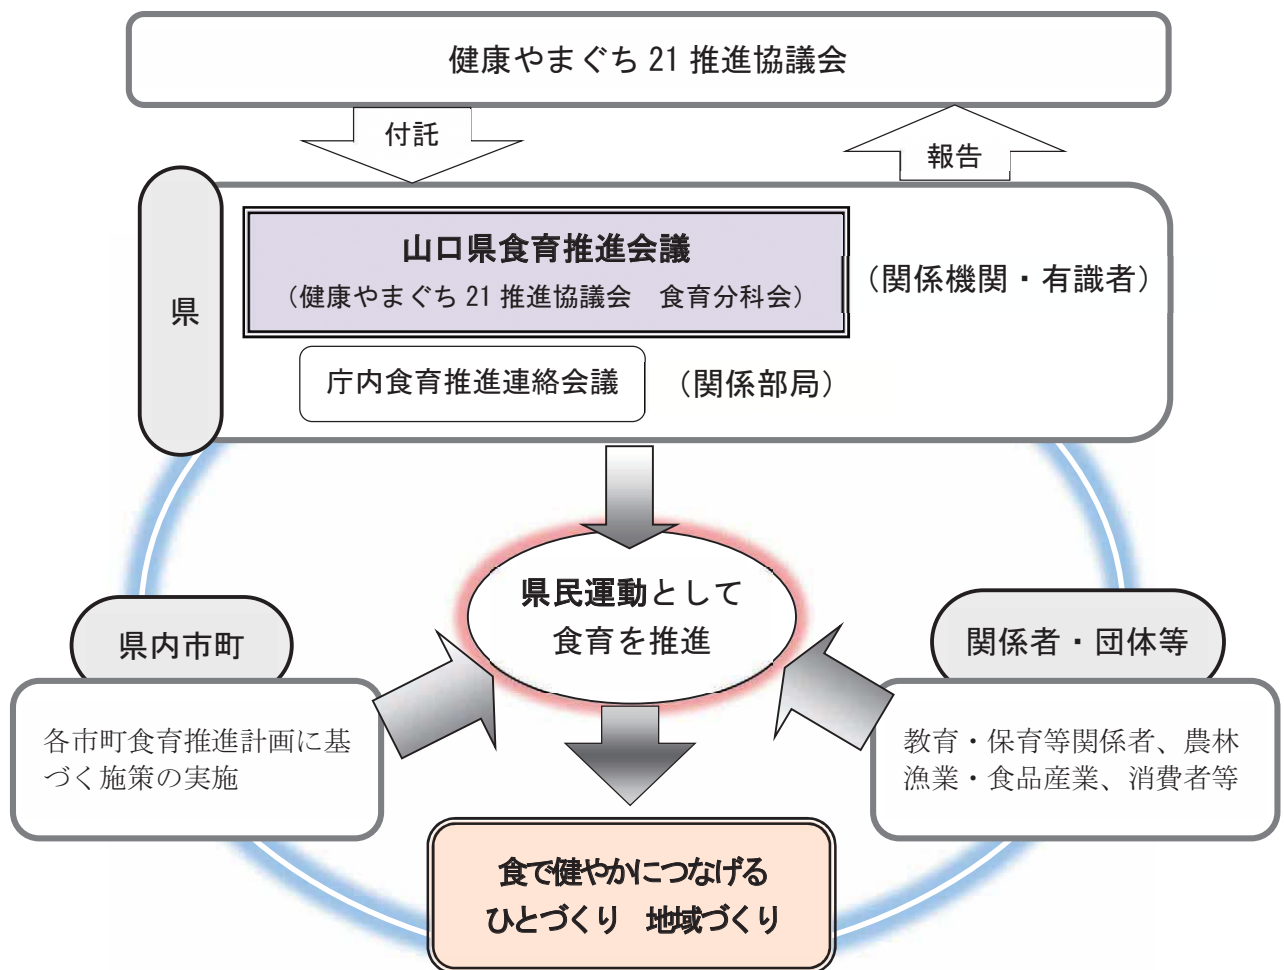 健康やまぐち 21 推進協議会
付託
報告
県
山口県食育推進会議
（健康やまぐち 21 推進協議会　食育分科会）
（関係機関・有識者）
庁内食育推進連絡会議
（関係部局）
県民運動として
食育を推進
県内市町
各市町食育推進計画に基
づく施策の実施
関係者・団体等
教育・保育等関係者、農林
漁業・食品産業、消費者等
食で健やかにつなげる
ひとづくり　地域づくり